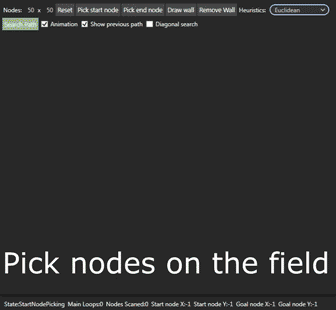 Nodes: 50 x 50 Reset Pick start node Pick end node Draw wall Remove Wall Heuristics: Euclidean
Search Path Animation Show previous path Diagonal search
Pick nodes on the field
State:StartNodePicking Main Loops:0 Nodes Scaned:0 Start node X:-1 Start node Y:-1 Goal node X:-1 Goal node Y:-1